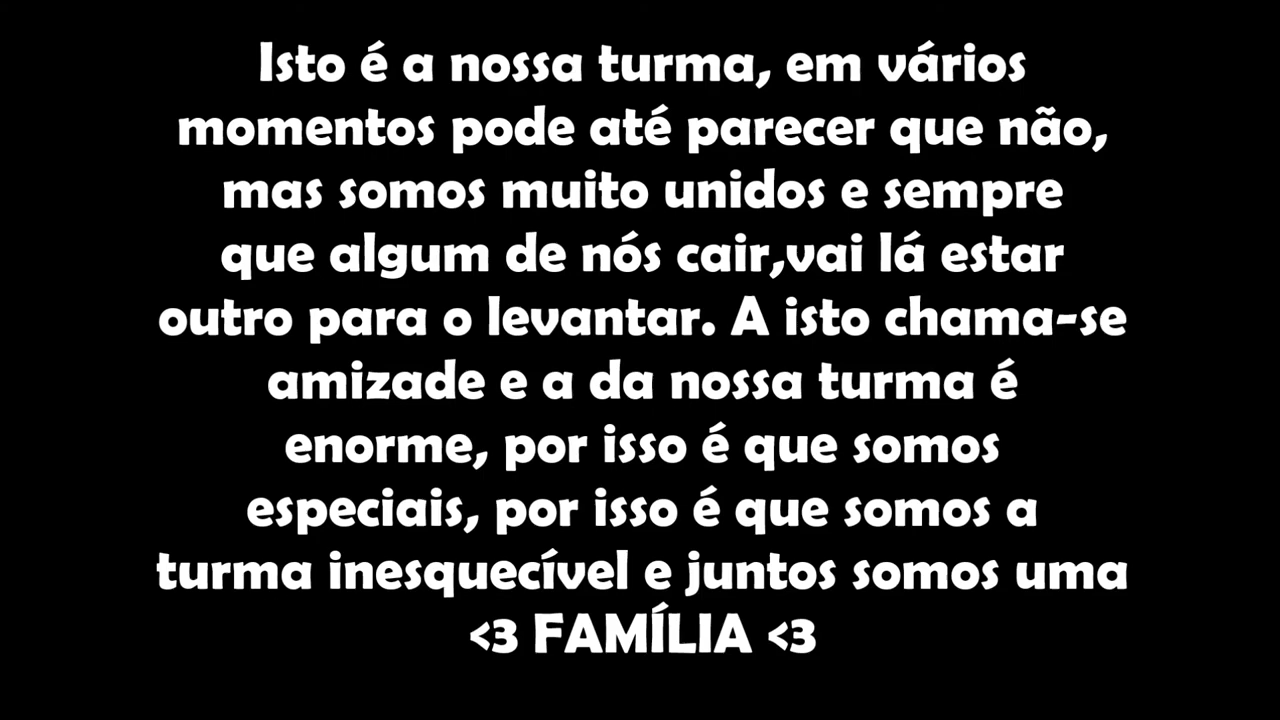 Isto é a nossa turma, em vários
momentos pode até parecer que não,
mas somos muito unidos e sempre
que algum de nós cair,vai lá estar
outro para o levantar. A isto chama-se
amizade e a da nossa turma é
enorme, por isso é que somos
especiais, por isso é que somos a
turma inesquecível e juntos somos uma
<3 FAMÍLIA <3